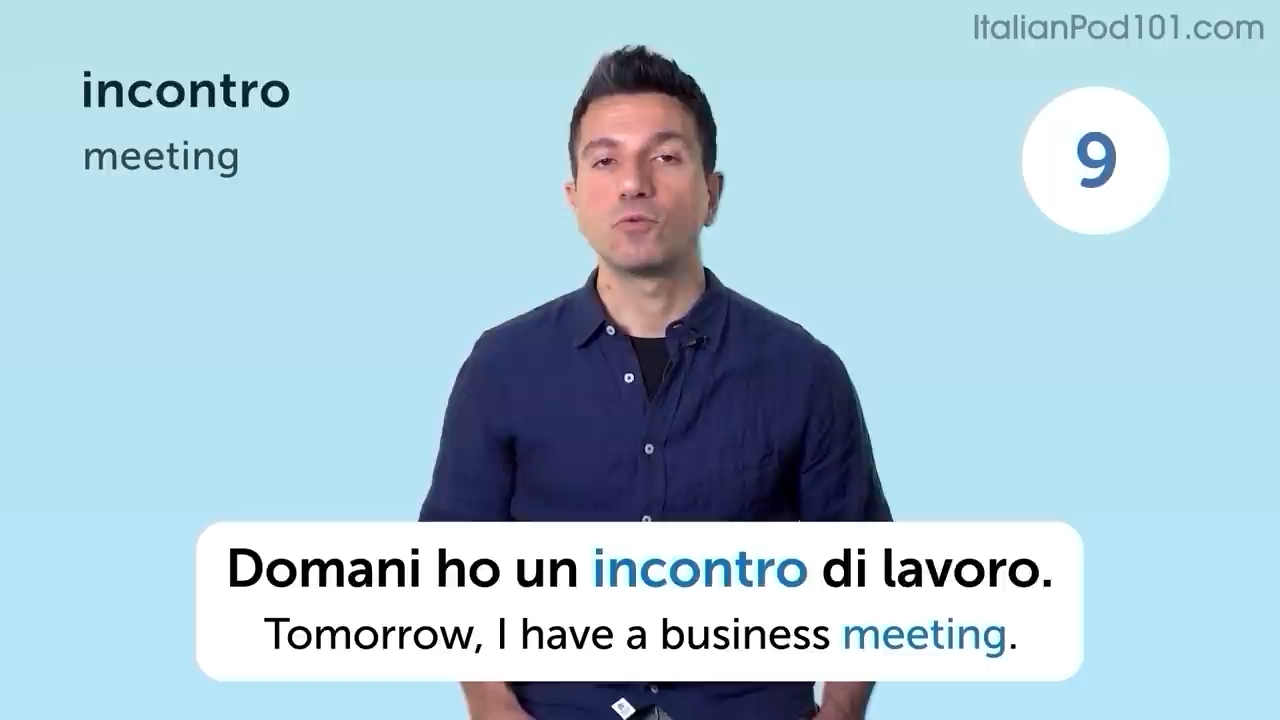 ItalianPod101.com
incontro
meeting
9
Domani ho un incontro di lavoro.
Tomorrow, I have a business meeting.